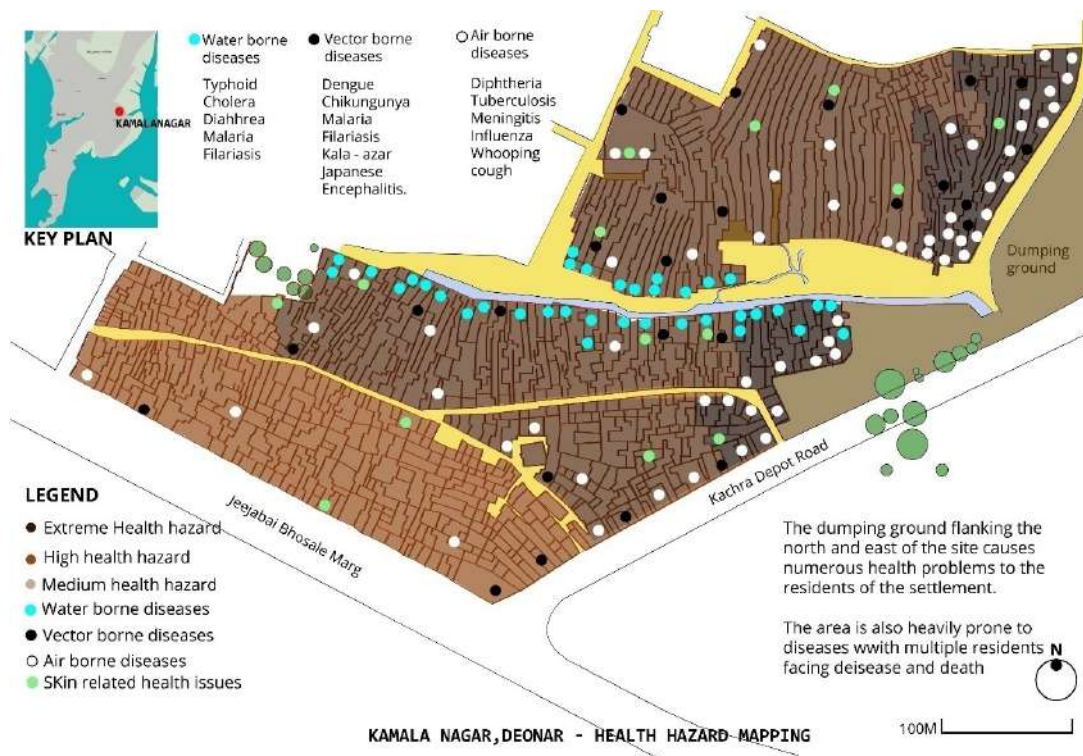 KAMALANAGAR
KEY PLAN
Water borne
diseases
Typhoid
Cholera
Diahhrea
Malaria
Filariasis
Vector borne
diseases
Dengue
Chikungunya
Malaria
Filariasis
Kala - azar
Japanese
Encephalitis.
Air borne
diseases
Diphtheria
Tuberculosis
Meningitis
Influenza
Whooping
cough
Dumping
ground
Jeejabai Bhosale Marg
Kachra Depot Road
LEGEND
Extreme Health hazard
High health hazard
Medium health hazard
Water borne diseases
Vector borne diseases
Air borne diseases
SKin related health issues
The dumping ground flanking the
north and east of the site causes
numerous health problems to the
residents of the settlement.
The area is also heavily prone to
diseases wwith multiple residents
facing deisease and death
N
100M
KAMALA NAGAR,DEONAR - HEALTH HAZARD MAPPING